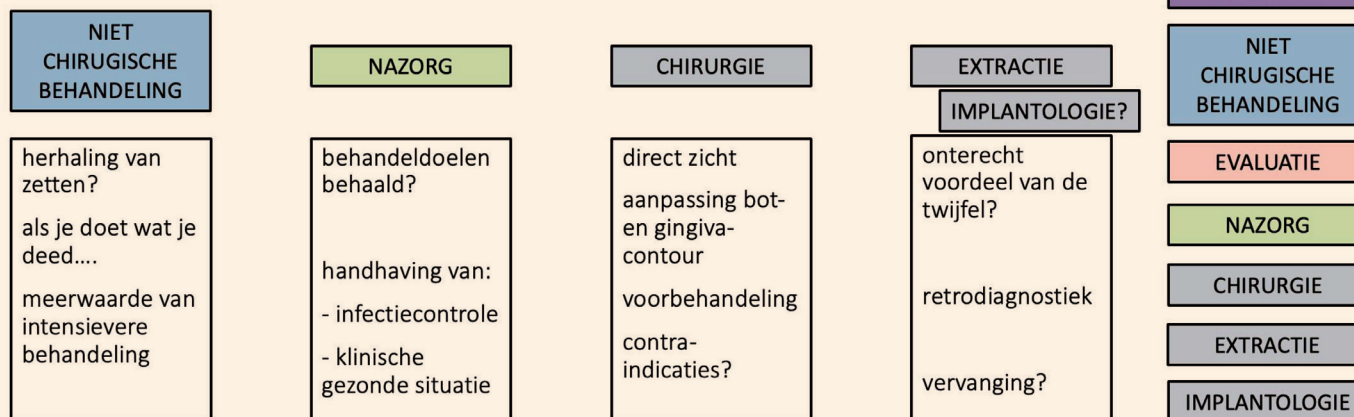 NIET
CHIRUGISCHE
BEHANDELING
herhaling van
zetten?
als je doet wat je
deed....
meerwaarde van
intensievere
behandeling
NAZORG
behandeldoelen
behaald?
handhaving van:
- infectiecontrole
- klinische
gezonde situatie
CHIRURGIE
direct zicht
aanpassing bot-
en gingiva-
contour
voorbehandeling
contra-
indicaties?
EXTRACTIE
IMPLANTOLOGIE?
onterecht
voordeel van de
twijfel?
retrodiagnostiek
vervanging?
NIET
CHIRUGISCHE
BEHANDELING
EVALUATIE
NAZORG
CHIRURGIE
EXTRACTIE
IMPLANTOLOGIE